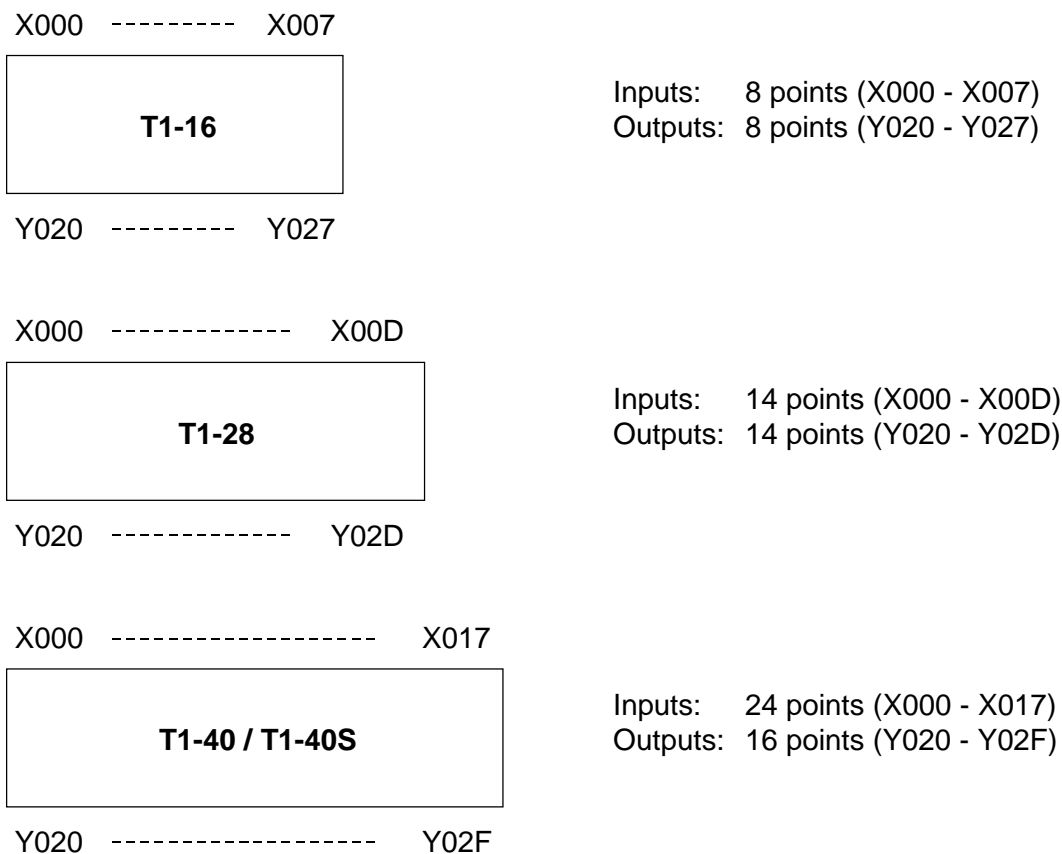 X000 --------- X007
T1-16
Inputs: 8 points (X000 - X007)
Outputs: 8 points (Y020 - Y027)
Y020 --------- Y027
X000 ------------- X00D
T1-28
Inputs: 14 points (X000 - X00D)
Outputs: 14 points (Y020 - Y02D)
Y020 ------------- Y02D
X000 ------------------- X017
T1-40 / T1-40S
Inputs: 24 points (X000 - X017)
Outputs: 16 points (Y020 - Y02F)
Y020 ------------------- Y02F